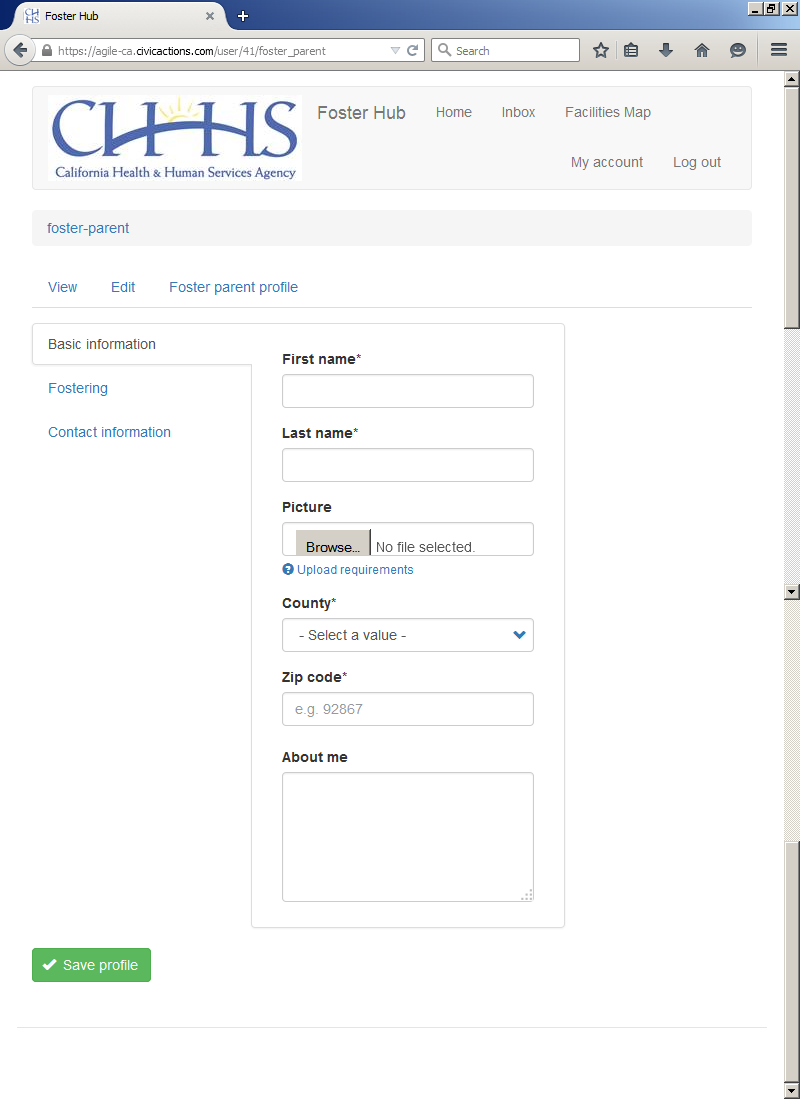 Foster Hub
https://agile-ca.civicactions.com/user/41/foster_parent
Search
CHHS
California Health & Human Services Agency
Foster Hub
Home
Inbox
Facilities Map
My account
Log out
foster-parent
View
Edit
Foster parent profile
Basic information
Fostering
Contact information
First name*
Last name*
Picture
Browse... No file selected.
Upload requirements
County*
- Select a value -
Zip code*
e.g. 92867
About me
Save profile